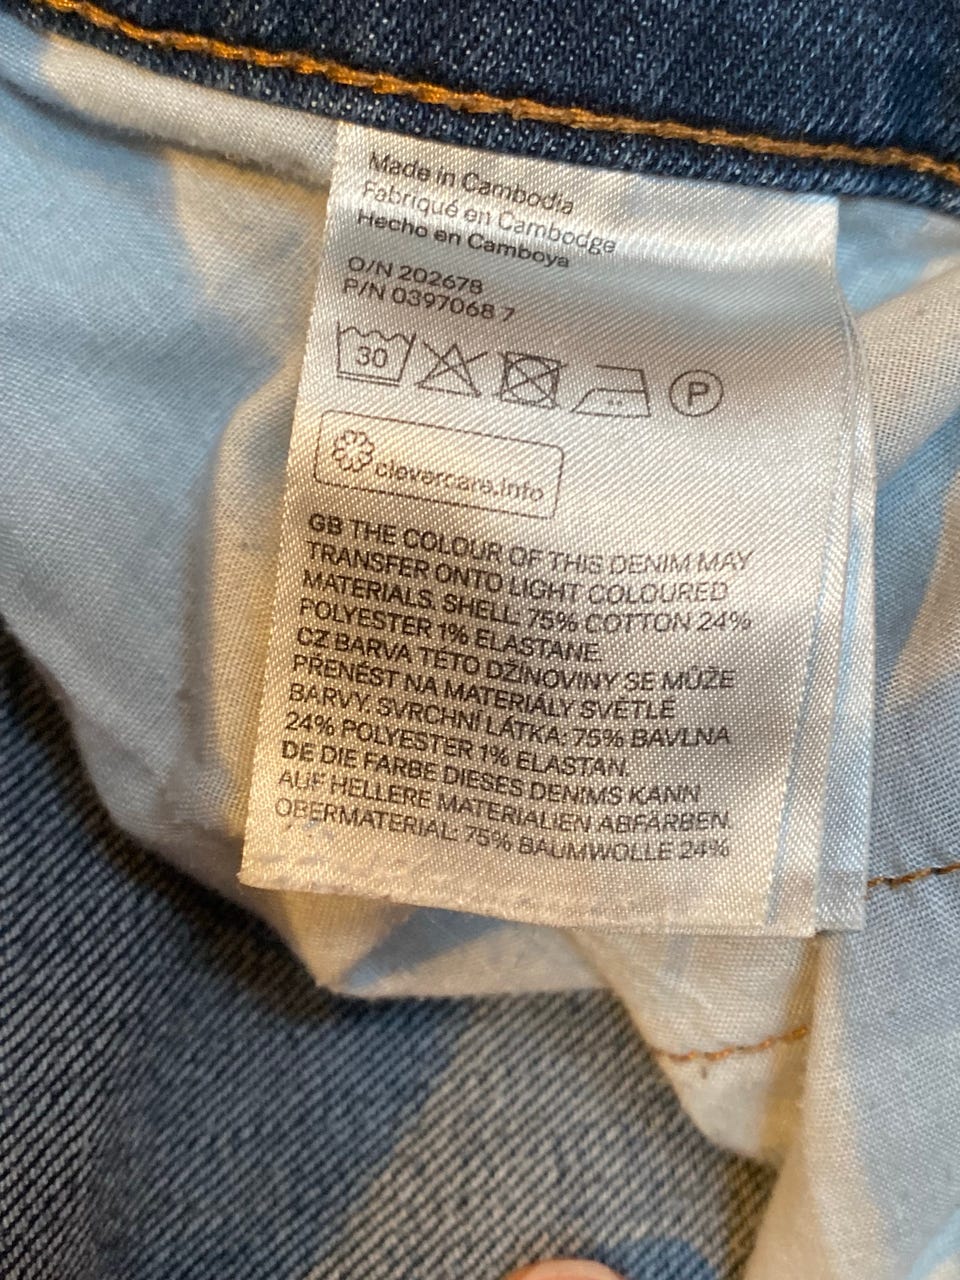 Made in Cambodia
Fabriqué en Cambodge
Hecho en Camboya
O/N 202678
P/N 0397068 7
30
P
clevercare.info
GB THE COLOUR OF THIS DENIM MAY
TRANSFER ONTO LIGHT COLOURED
MATERIALS. SHELL: 75% COTTON 24%
POLYESTER 1% ELASTANE.
CZ BARVA TÉTO DŽÍNOVINY SE MŮŽE
PŘENÉST NA MATERIÁLY SVĚTLÉ
BARVY. SVRCHNÍ LÁTKA: 75% BAVLNA
24% POLYESTER 1% ELASTAN.
DE DIE FARBE DIESES DENIMS KANN
AUF HELLERE MATERIALIEN ABFÄRBEN.
OBERMATERIAL: 75% BAUMWOLLE 24%